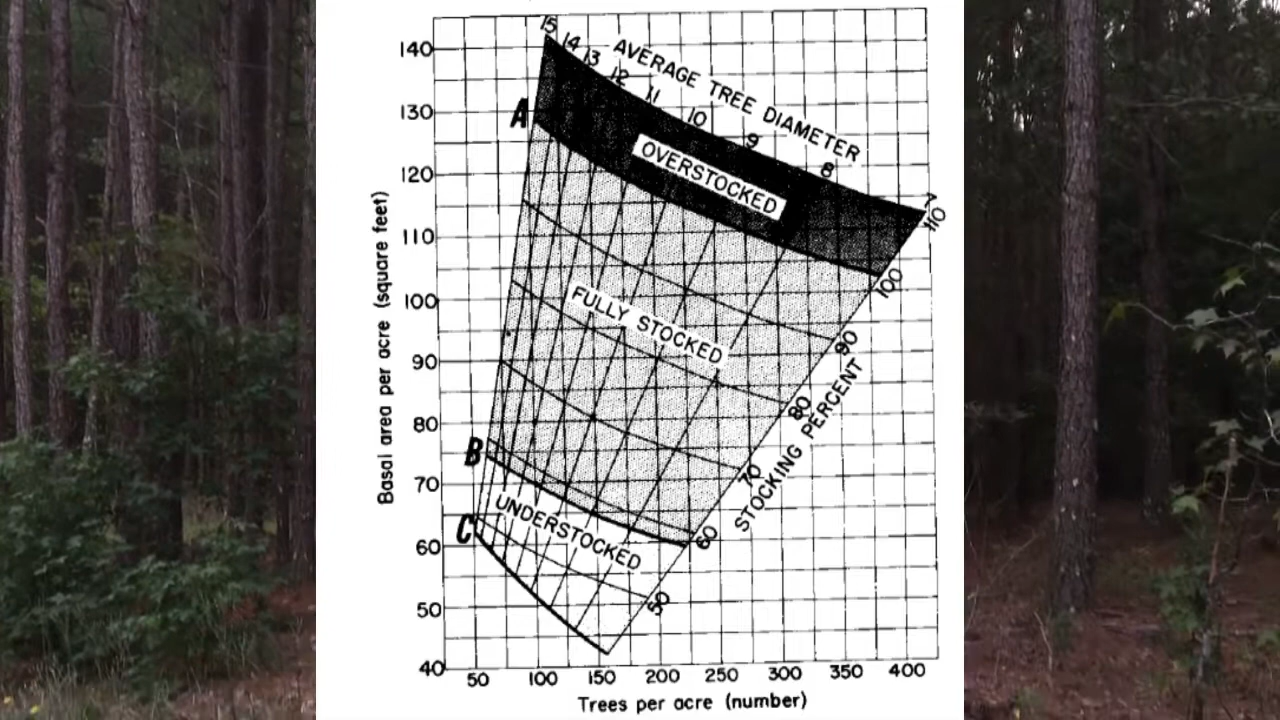 15
14
13
12
11
10
9
8
7
AVERAGE TREE DIAMETER
140
130
120
110
100
90
80
70
60
50
40
A
B
C
OVERSTOCKED
FULLY STOCKED
UNDERSTOCKED
110
100
90
80
70
60
50
STOCKING PERCENT
Basal area per acre (square feet)
50 100 150 200 250 300 350 400
Trees per acre (number)